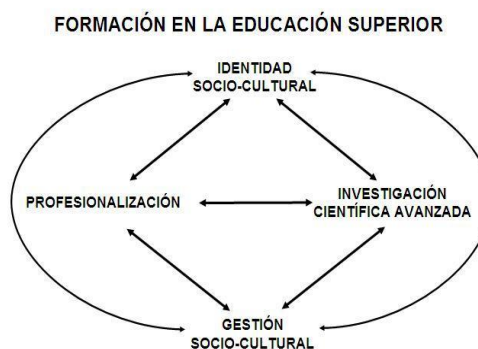 FORMACIÓN EN LA EDUCACIÓN SUPERIOR
IDENTIDAD
SOCIO-CULTURAL
PROFESIONALIZACIÓN
INVESTIGACIÓN
CIENTÍFICA AVANZADA
GESTIÓN
SOCIO-CULTURAL